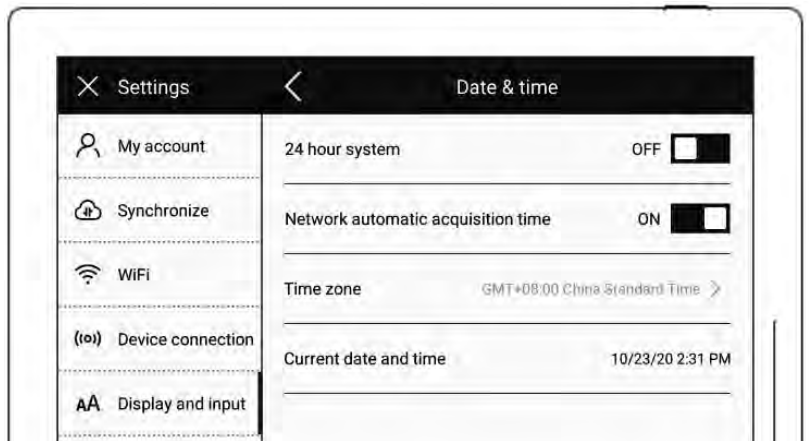 Settings
Date & time
My account
Synchronize
WiFi
Device connection
AA Display and input
24 hour system OFF
Network automatic acquisition time ON
Time zone GMT+08:00 China Standard Time
Current date and time 10/23/20 2:31 PM